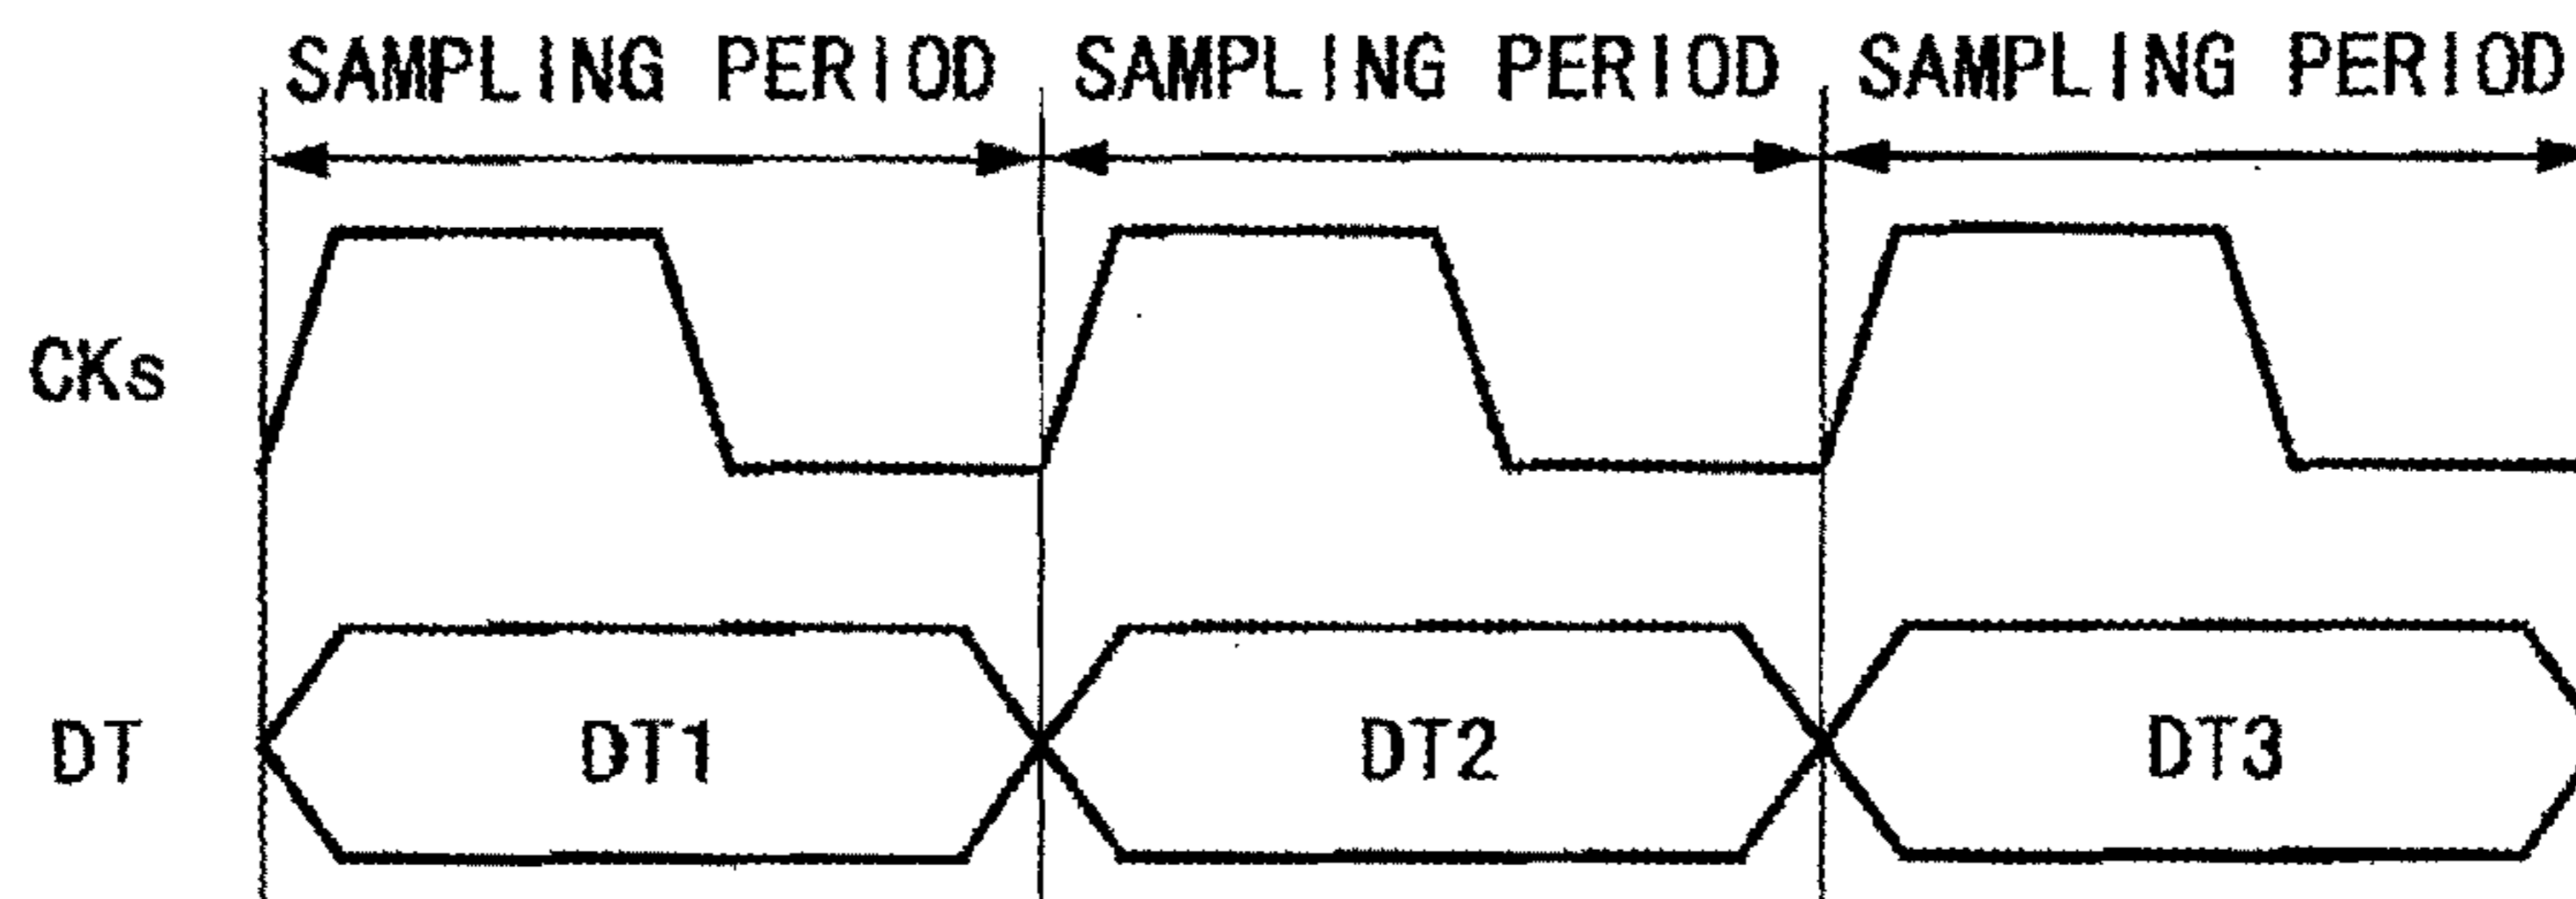 SAMPLING PERIOD SAMPLING PERIOD SAMPLING PERIOD
CKs
DT DT1 DT2 DT3